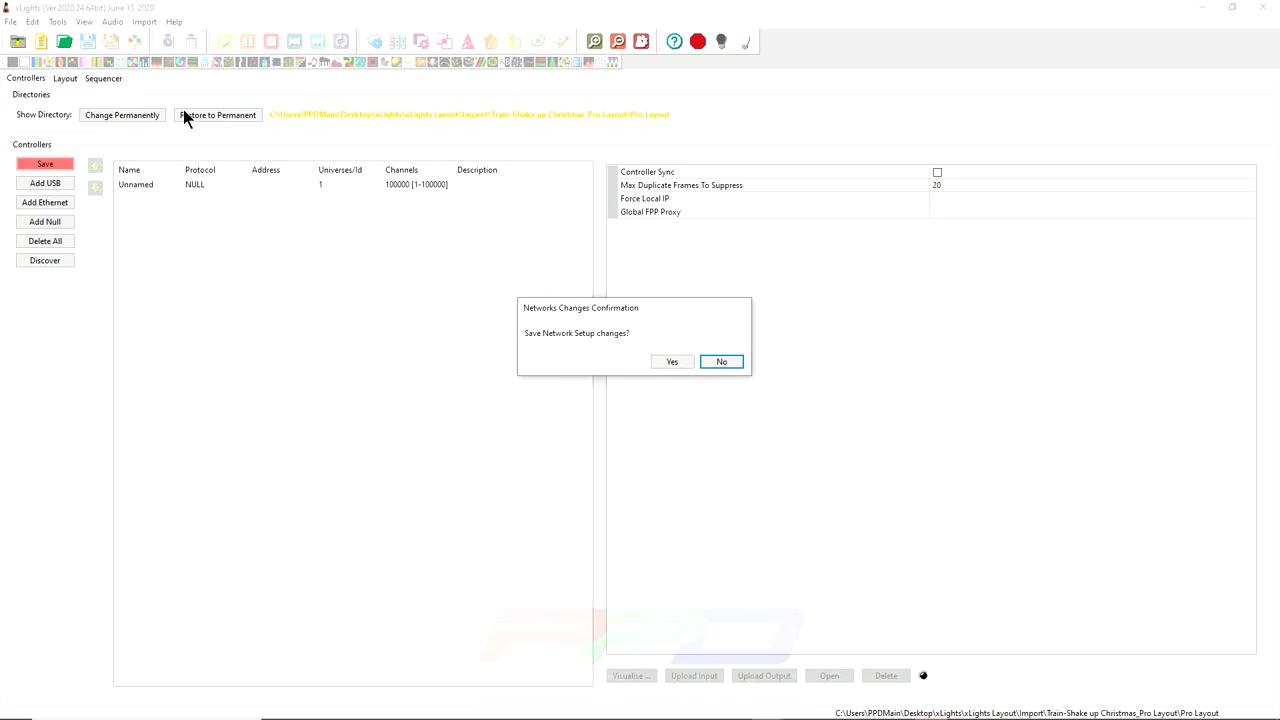 xLights (Ver 2020.24 64bit) June 13, 2020
File Edit Tools View Audio Import Help
Controllers Layout Sequencer
Directories
Show Directory: Change Permanently Restore to Permanent C:\Users\PPDMain\Desktop\xLights\xLights Layout\Import\Train-Shake up Christmas_Pro Layout\Pro Layout
Controllers
Save
Add USB
Add Ethernet
Add Null
Delete All
Discover
Name Protocol Address Universes/Id Channels Description
Unnamed NULL 1 100000 [1-100000]
Controller Sync
Max Duplicate Frames To Suppress 20
Force Local IP
Global FPP Proxy
Networks Changes Confirmation
Save Network Setup changes?
Yes No
PPD
Visualise ... Upload Input Upload Output Open Delete
C:\Users\PPDMain\Desktop\xLights\xLights Layout\Import\Train-Shake up Christmas_Pro Layout\Pro Layout